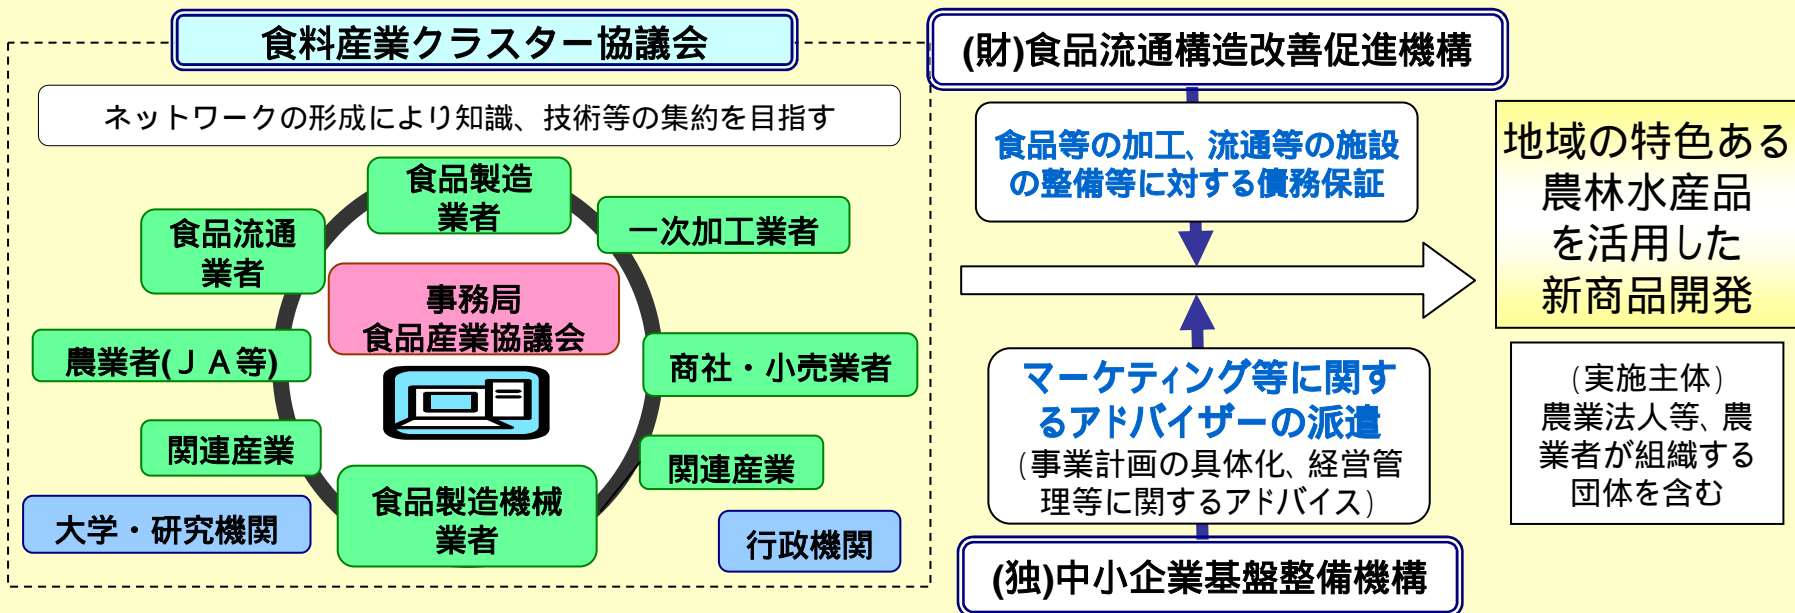 食料産業クラスター協議会
ネットワークの形成により知識、技術等の集約を目指す
食品製造
業者
一次加工業者
食品流通
業者
事務局
食品産業協議会
農業者(ＪＡ等)
商社・小売業者
関連産業
関連産業
食品製造機械
業者
大学・研究機関
行政機関
(財)食品流通構造改善促進機構
食品等の加工、流通等の施設
の整備等に対する債務保証
マーケティング等に関す
るアドバイザーの派遣
(事業計画の具体化、経営管
理等に関するアドバイス)
(独)中小企業基盤整備機構
地域の特色ある
農林水産品
を活用した
新商品開発
(実施主体)
農業法人等、農
業者が組織する
団体を含む